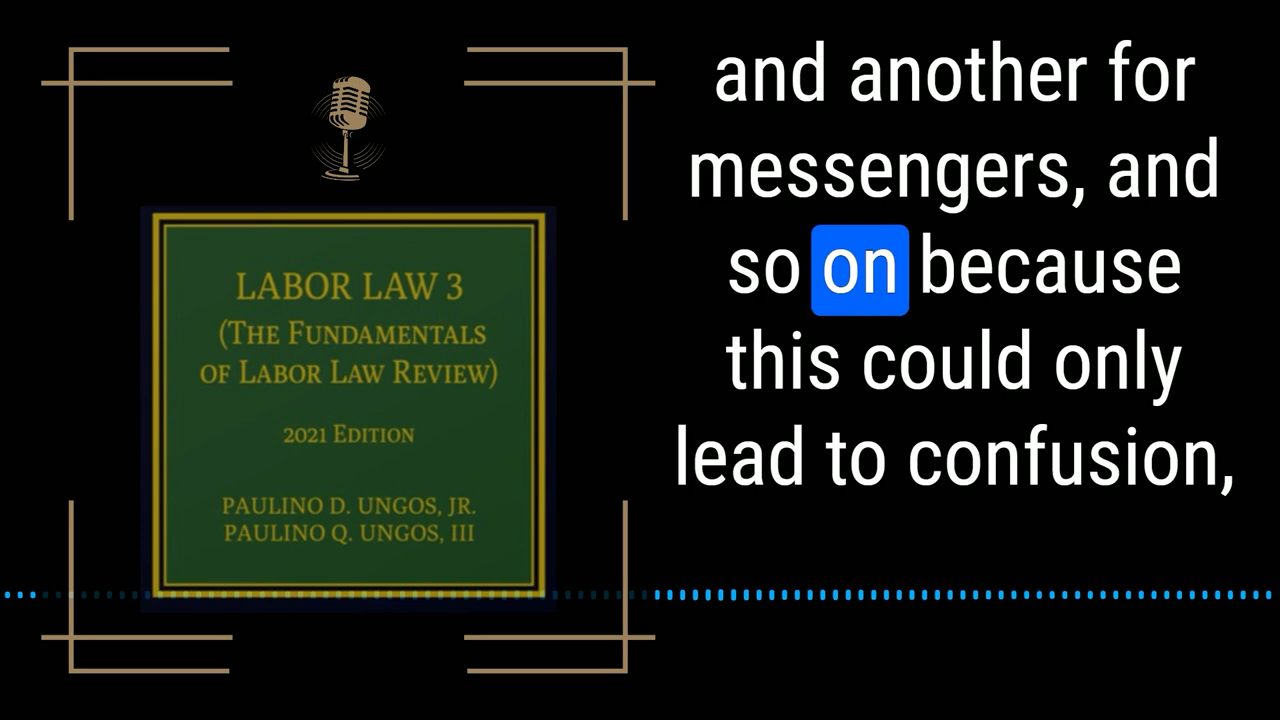 LABOR LAW 3
(THE FUNDAMENTALS
OF LABOR LAW REVIEW)
2021 EDITION
PAULINO D. UNGOS, JR.
PAULINO Q. UNGOS, III
and another for
messengers, and
so on because
this could only
lead to confusion,